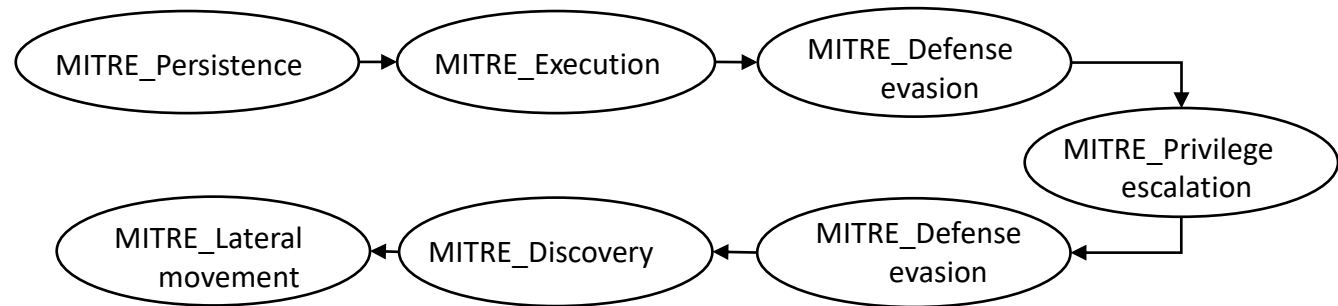 MITRE_Persistence
MITRE_Execution
MITRE_Defense
evasion
MITRE_Privilege
escalation
MITRE_Defense
evasion
MITRE_Discovery
MITRE_Lateral
movement